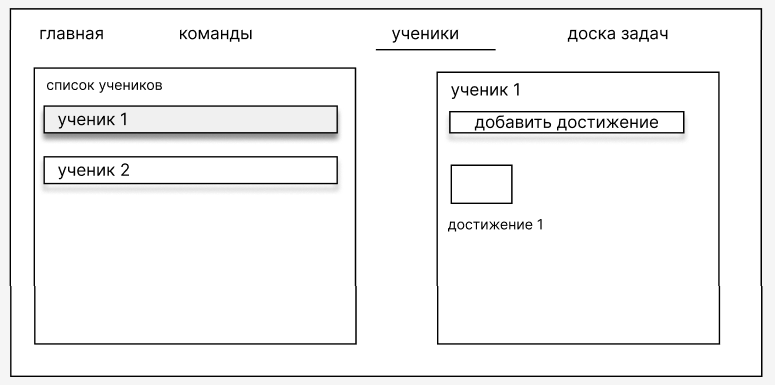 главная команды ученики доска задач
список учеников
ученик 1
ученик 2
ученик 1
добавить достижение
достижение 1